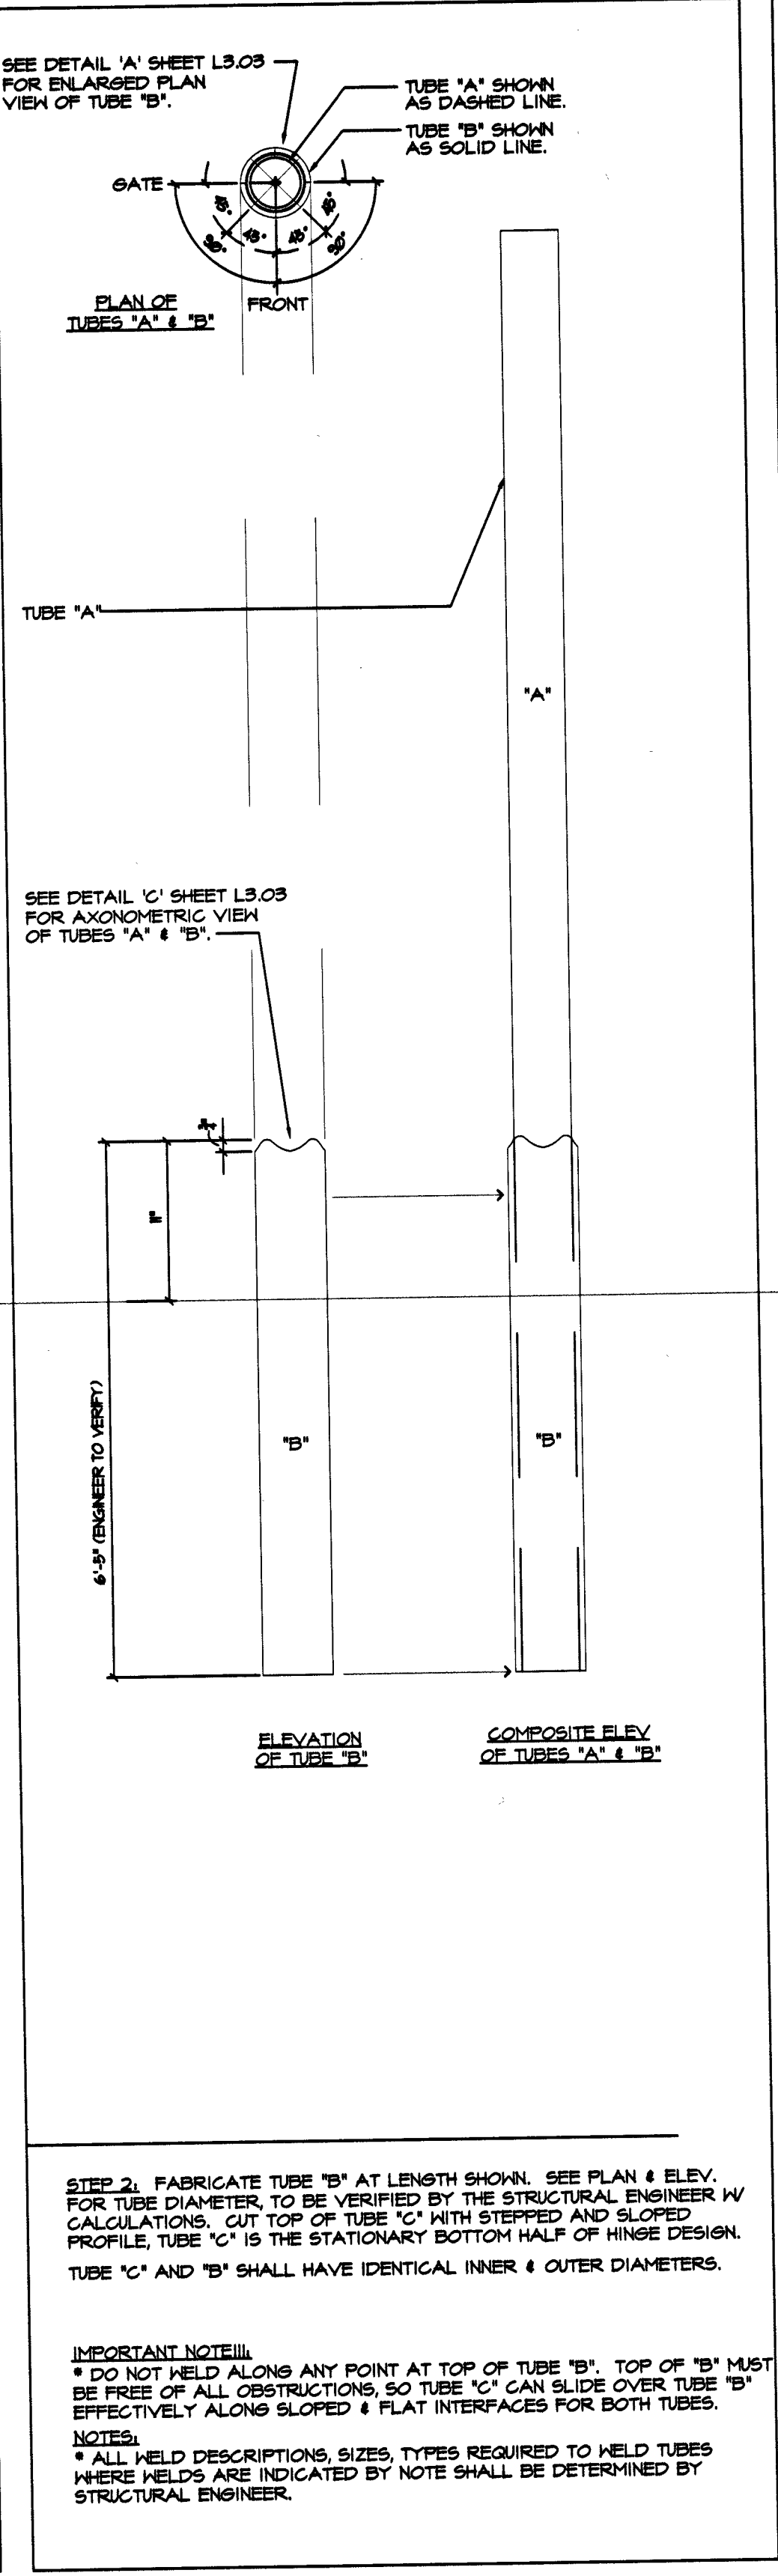 SEE DETAIL 'A' SHEET L3.03
FOR ENLARGED PLAN
VIEW OF TUBE "B".
TUBE "A" SHOWN
AS DASHED LINE.
TUBE "B" SHOWN
AS SOLID LINE.
GATE
45°
45°
45°
45°
90°
90°
PLAN OF
TUBES "A" & "B"
FRONT
TUBE "A"
"A"
SEE DETAIL 'C' SHEET L3.03
FOR AXONOMETRIC VIEW
OF TUBES "A" & "B".
11"
6'-5" (ENGINEER TO VERIFY)
"B"
"B"
ELEVATION
OF TUBE "B"
COMPOSITE ELEV
OF TUBES "A" & "B"
STEP 2: FABRICATE TUBE "B" AT LENGTH SHOWN. SEE PLAN & ELEV.
FOR TUBE DIAMETER, TO BE VERIFIED BY THE STRUCTURAL ENGINEER W/
CALCULATIONS. CUT TOP OF TUBE "C" WITH STEPPED AND SLOPED
PROFILE, TUBE "C" IS THE STATIONARY BOTTOM HALF OF HINGE DESIGN.
TUBE "C" AND "B" SHALL HAVE IDENTICAL INNER & OUTER DIAMETERS.
IMPORTANT NOTE!!!:
* DO NOT WELD ALONG ANY POINT AT TOP OF TUBE "B". TOP OF "B" MUST
BE FREE OF ALL OBSTRUCTIONS, SO TUBE "C" CAN SLIDE OVER TUBE "B"
EFFECTIVELY ALONG SLOPED & FLAT INTERFACES FOR BOTH TUBES.
NOTES:
* ALL WELD DESCRIPTIONS, SIZES, TYPES REQUIRED TO WELD TUBES
WHERE WELDS ARE INDICATED BY NOTE SHALL BE DETERMINED BY
STRUCTURAL ENGINEER.